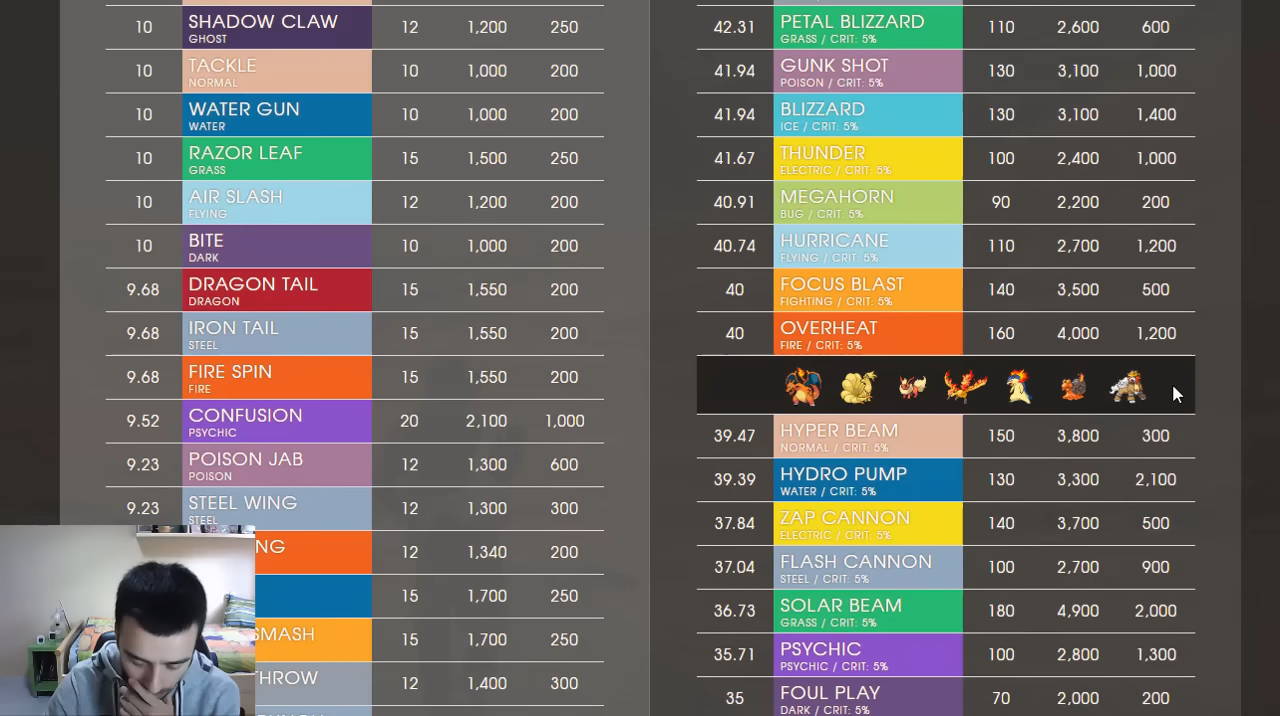 10 SHADOW CLAW 12 1,200 250
GHOST
10 TACKLE 10 1,000 200
NORMAL
10 WATER GUN 10 1,000 200
WATER
10 RAZOR LEAF 15 1,500 250
GRASS
10 AIR SLASH 12 1,200 200
FLYING
10 BITE 10 1,000 200
DARK
9.68 DRAGON TAIL 15 1,550 200
DRAGON
9.68 IRON TAIL 15 1,550 200
STEEL
9.68 FIRE SPIN 15 1,550 200
FIRE
9.52 CONFUSION 20 2,100 1,000
PSYCHIC
9.23 POISON JAB 12 1,300 600
POISON
9.23 STEEL WING 12 1,300 300
STEEL
NG 12 1,340 200
15 1,700 250
SMASH 15 1,700 250
THROW 12 1,400 300
42.31 PETAL BLIZZARD 110 2,600 600
GRASS / CRIT: 5%
41.94 GUNK SHOT 130 3,100 1,000
POISON / CRIT: 5%
41.94 BLIZZARD 130 3,100 1,400
ICE / CRIT: 5%
41.67 THUNDER 100 2,400 1,000
ELECTRIC / CRIT: 5%
40.91 MEGAHORN 90 2,200 200
BUG / CRIT: 5%
40.74 HURRICANE 110 2,700 1,200
FLYING / CRIT: 5%
40 FOCUS BLAST 140 3,500 500
FIGHTING / CRIT: 5%
40 OVERHEAT 160 4,000 1,200
FIRE / CRIT: 5%
39.47 HYPER BEAM 150 3,800 300
NORMAL / CRIT: 5%
39.39 HYDRO PUMP 130 3,300 2,100
WATER / CRIT: 5%
37.84 ZAP CANNON 140 3,700 500
ELECTRIC / CRIT: 5%
37.04 FLASH CANNON 100 2,700 900
STEEL / CRIT: 5%
36.73 SOLAR BEAM 180 4,900 2,000
GRASS / CRIT: 5%
35.71 PSYCHIC 100 2,800 1,300
PSYCHIC / CRIT: 5%
35 FOUL PLAY 70 2,000 200
DARK / CRIT: 5%